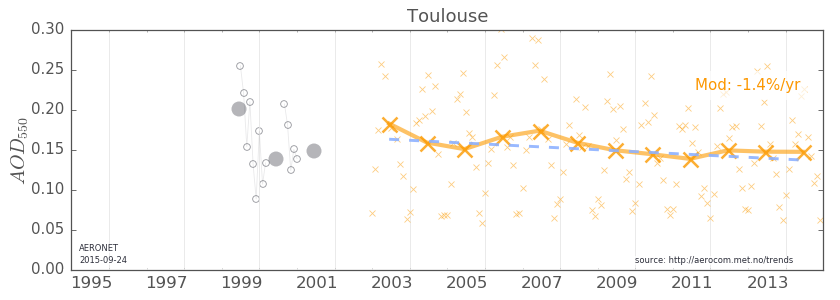 Toulouse
0.30
0.25
0.20
0.15
0.10
0.05
0.00
AOD550
Mod: -1.4%/yr
AERONET
2015-09-24
source: http://aerocom.met.no/trends
1995 1997 1999 2001 2003 2005 2007 2009 2011 2013